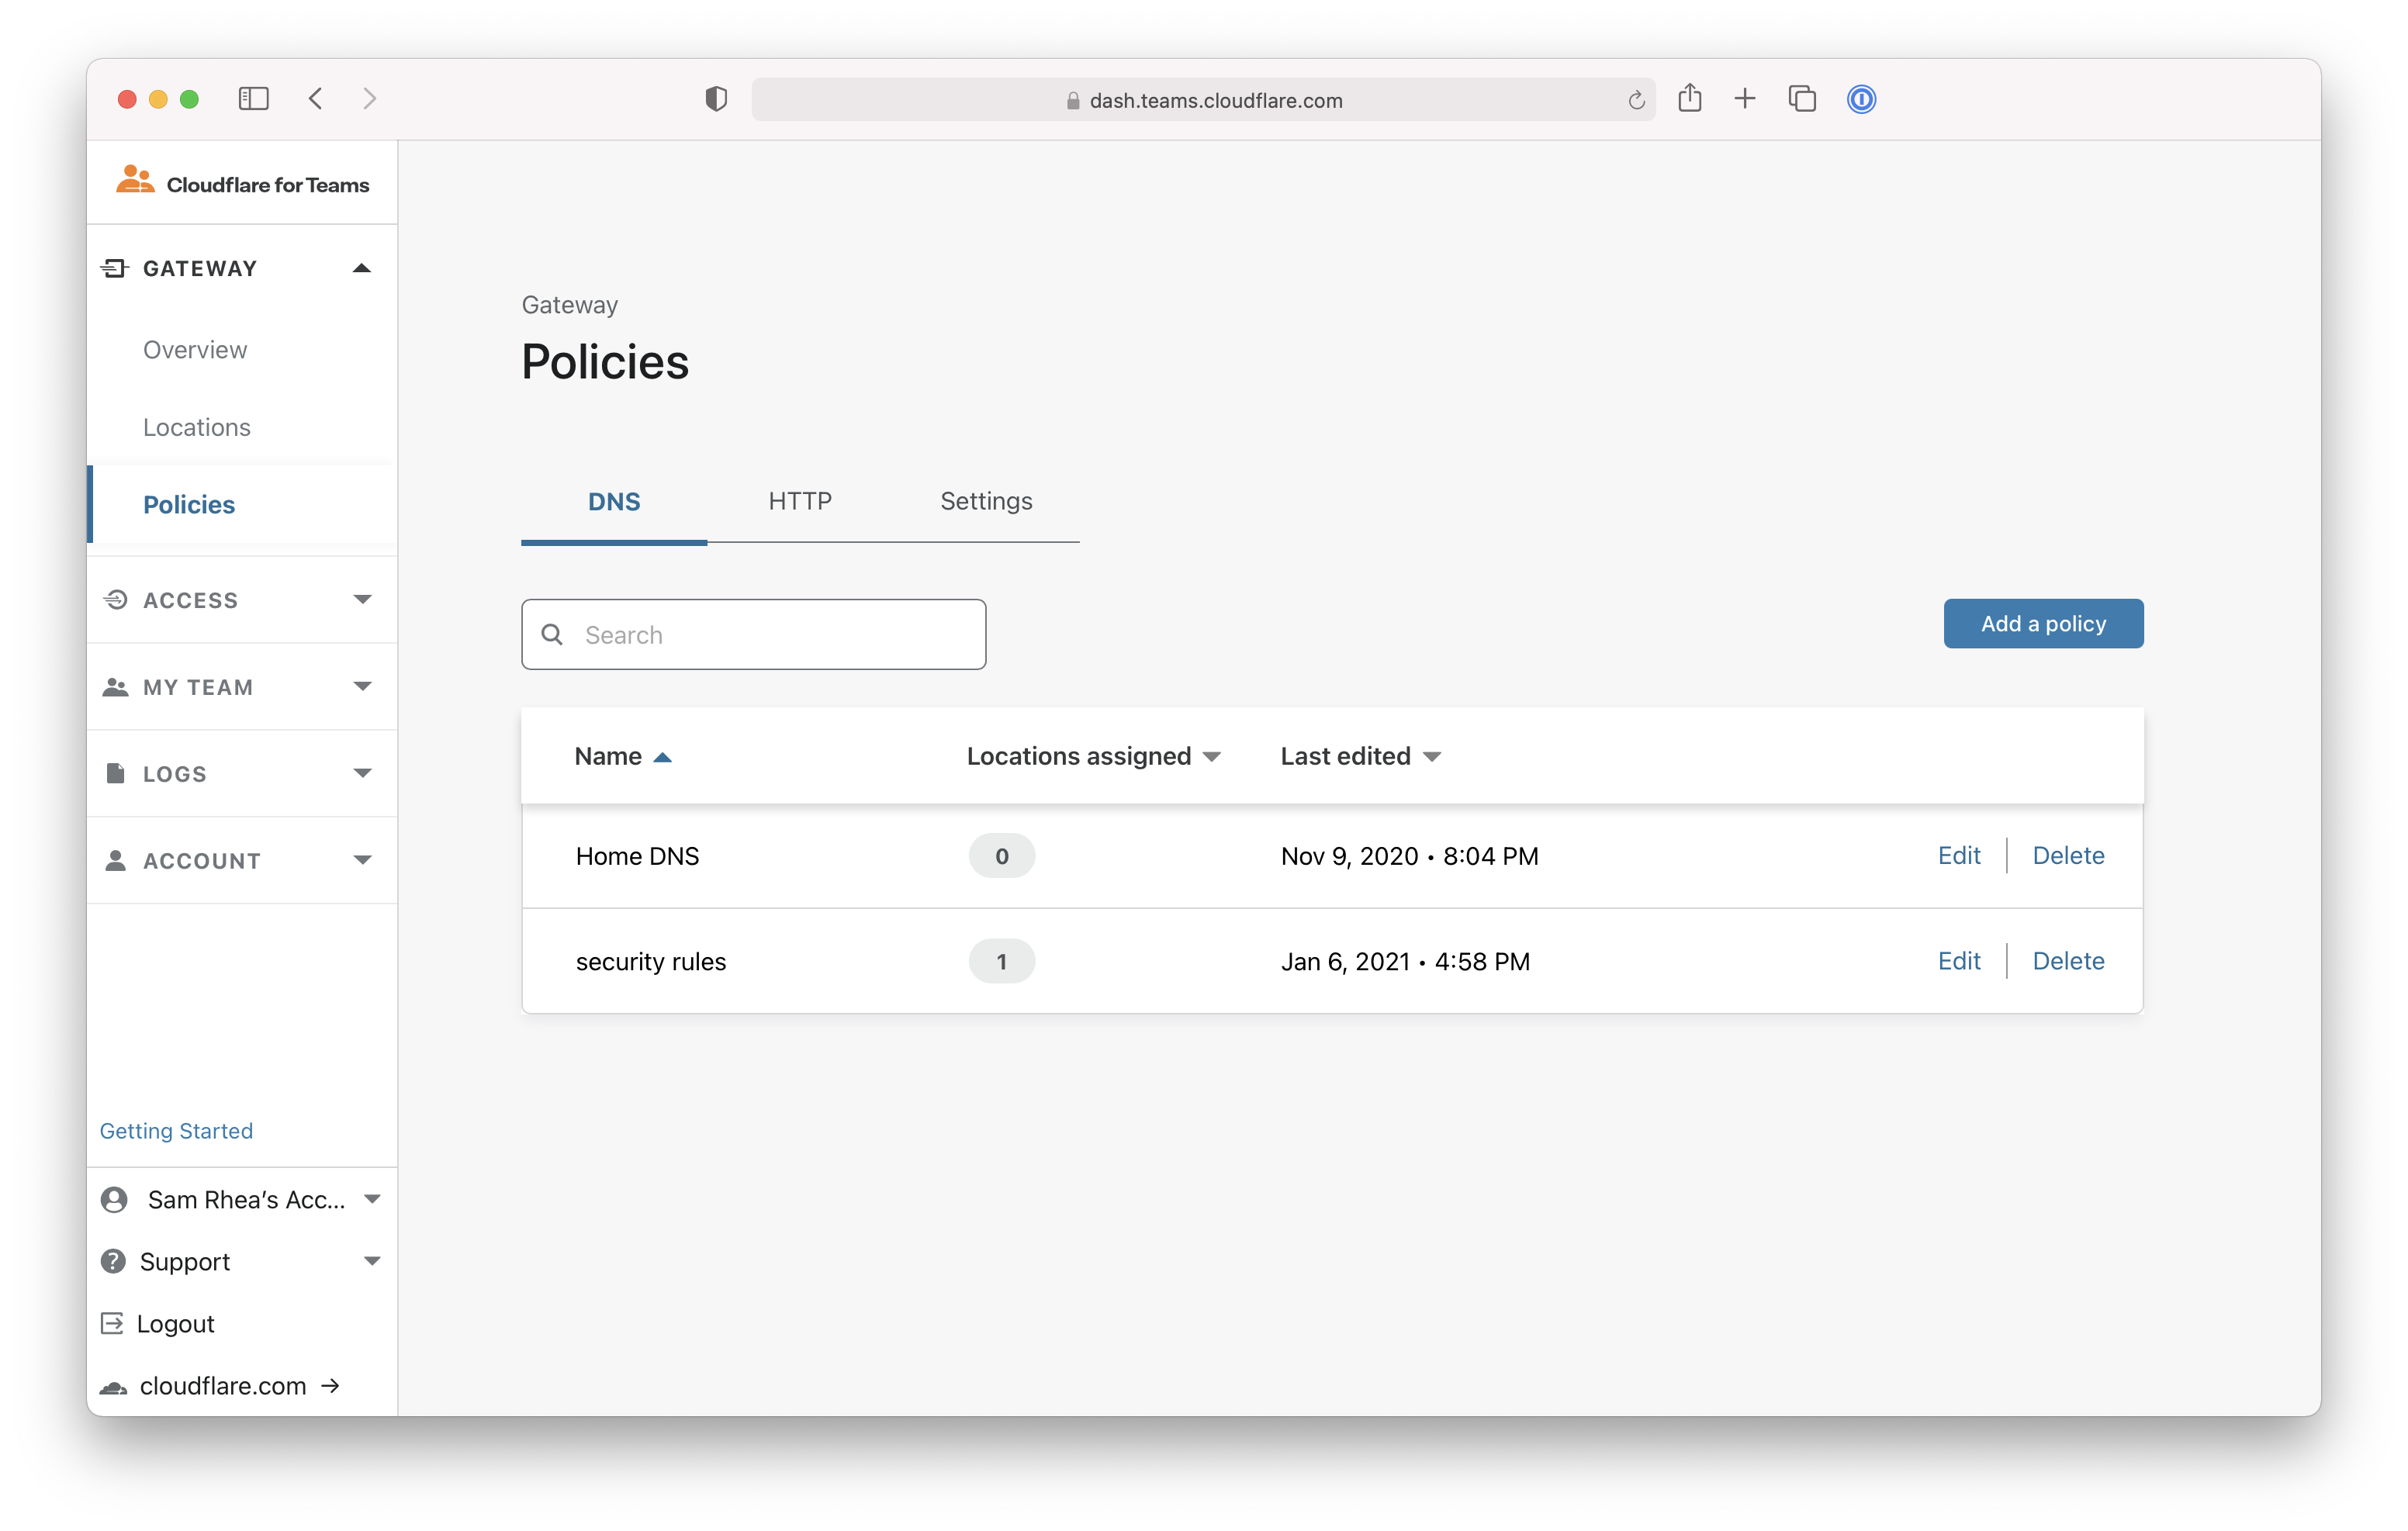 dash.teams.cloudflare.com
Cloudflare for Teams
GATEWAY
Overview
Locations
Policies
ACCESS
MY TEAM
LOGS
ACCOUNT
Getting Started
Sam Rhea's Acc...
Support
Logout
cloudflare.com →
Gateway
Policies
DNS HTTP Settings
Search
Add a policy
Name Locations assigned Last edited
Home DNS 0 Nov 9, 2020 • 8:04 PM Edit Delete
security rules 1 Jan 6, 2021 • 4:58 PM Edit Delete